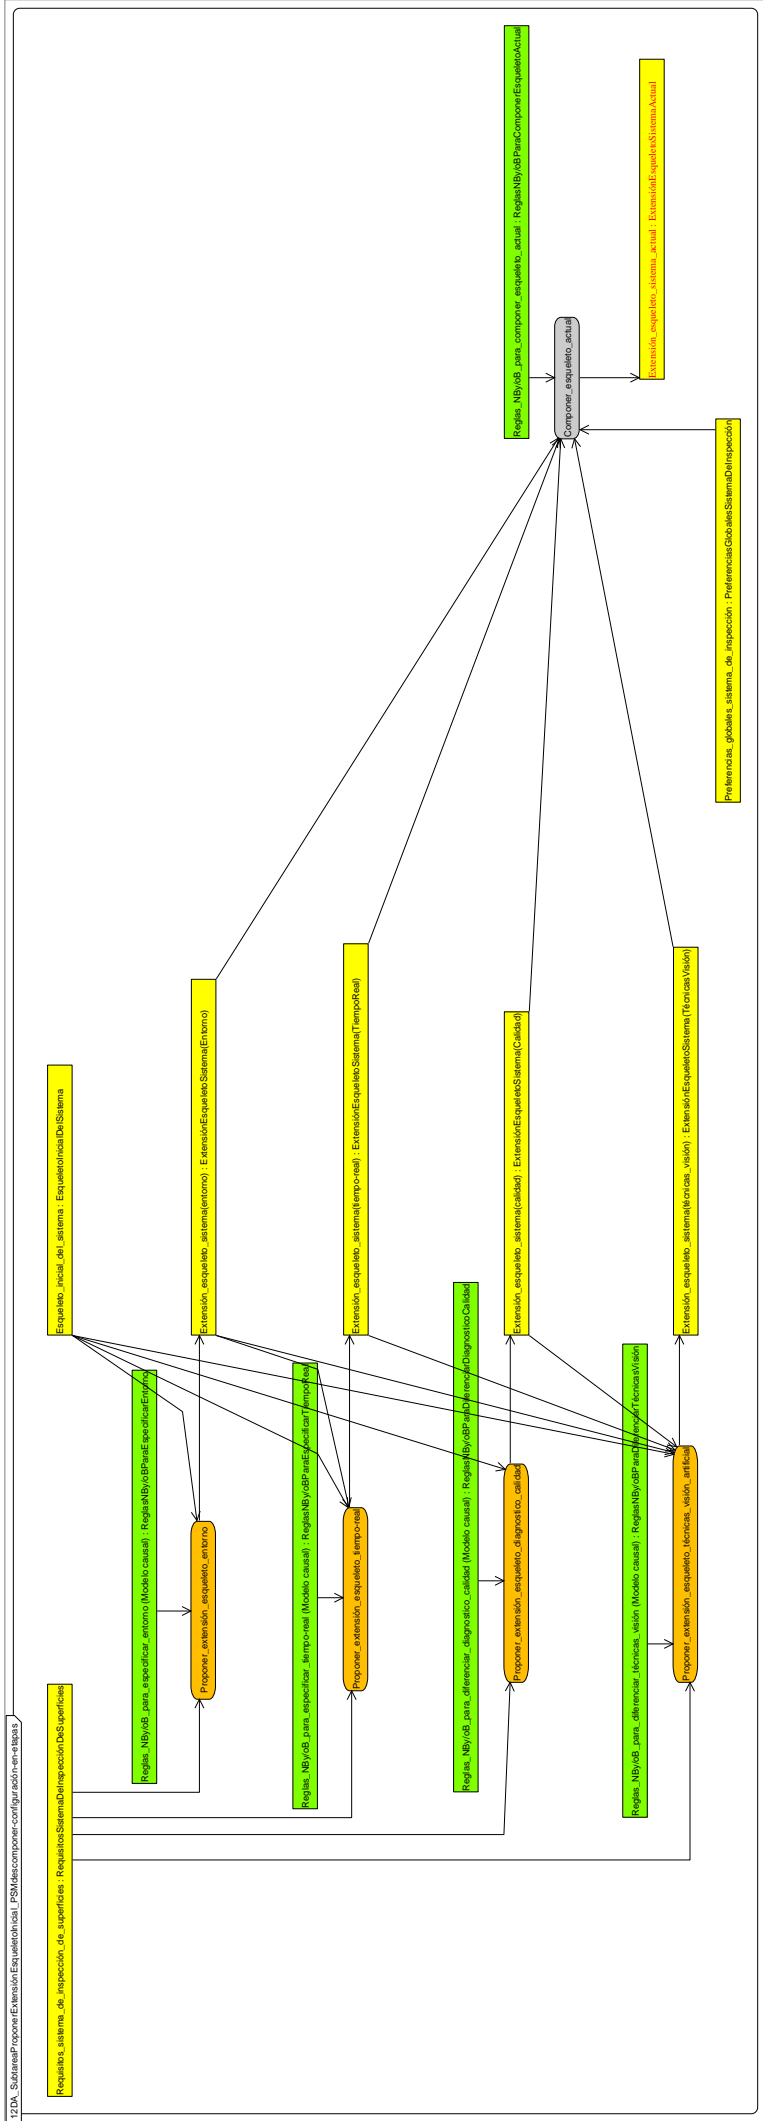 12DA_SubtareaProponerExtensiónEsqueletoInicial_PSMdescomponer-configuración-en-etapas
Requisitos_sistema_de_inspección_de_superficies : RequisitosSistemaDeInspecciónDeSuperficies
Esqueleto_inicial_del_sistema : EsqueletoInicialDelSistema
Reglas_NBy/oB_para_especificar_entorno (Modelo causal) : ReglasNBy/oBParaEspecificarEntorno
Proponer_extensión_esqueleto_entorno
Extensión_esqueleto_sistema(entorno) : ExtensiónEsqueletoSistema(Entorno)
Reglas_NBy/oB_para_especificar_tiempo-real (Modelo causal) : ReglasNBy/oBParaEspecificarTiempoReal
Proponer_extensión_esqueleto_tiempo-real
Extensión_esqueleto_sistema(tiempo-real) : ExtensiónEsqueletoSistema(TiempoReal)
Reglas_NBy/oB_para_diferenciar_diagnostico_calidad (Modelo causal) : ReglasNBy/oBParaDiferenciarDiagnosticoCalidad
Proponer_extensión_esqueleto_diagnostico_calidad
Extensión_esqueleto_sistema(calidad) : ExtensiónEsqueletoSistema(Calidad)
Reglas_NBy/oB_para_diferenciar_técnicas_visión (Modelo causal) : ReglasNBy/oBParaDiferenciarTécnicasVisión
Proponer_extensión_esqueleto_técnicas_visión_artificial
Extensión_esqueleto_sistema(técnicas_visión) : ExtensiónEsqueletoSistema(TécnicasVisión)
Reglas_NBy/oB_para_componer_esqueleto_actual : ReglasNBy/oBParaComponerEsqueletoActual
Componer_esqueleto_actual
Extensión_esqueleto_sistema_actual : ExtensiónEsqueletoSistemaActual
Preferencias_globales_sistema_de_inspección : PreferenciasGlobalesSistemaDeInspección